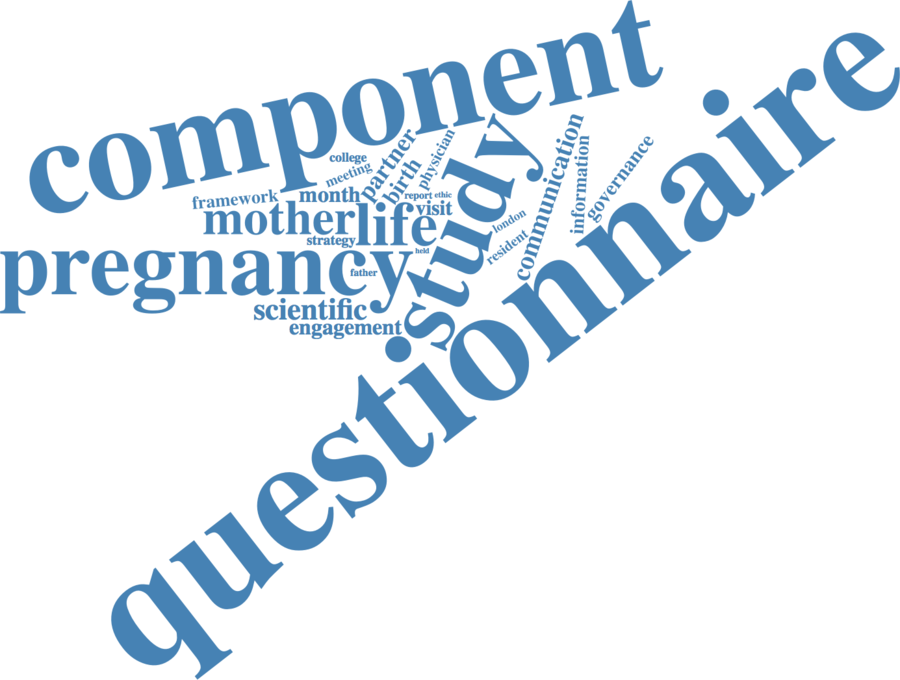 component
questionnaire
study
pregnancy
college
meeting
partner
birth
physician
framework
month
report
ethic
visit
mother
life
strategy
held
father
scientific
engagement
london
resident
communication
information
governance